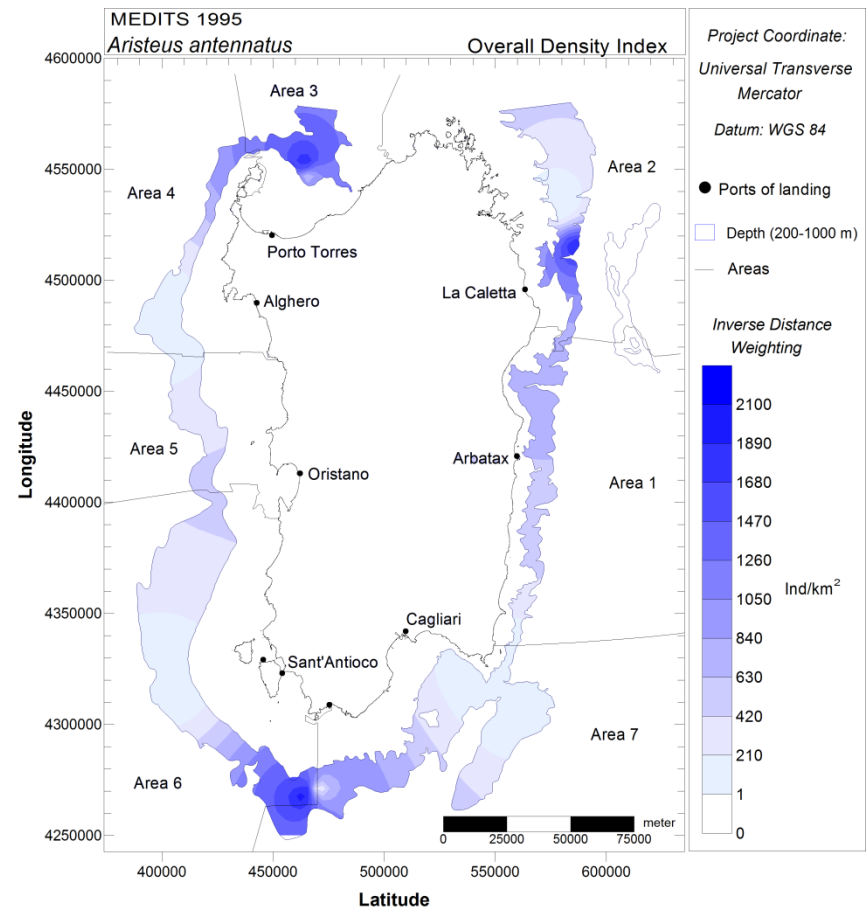 MEDITS 1995
Aristeus antennatus
Overall Density Index
4600000
4550000
4500000
4450000
4400000
4350000
4300000
4250000
Longitude
400000
450000
500000
550000
600000
Latitude
Area 3
Area 2
Area 4
Porto Torres
Alghero
La Caletta
Area 5
Oristano
Arbatax
Area 1
Cagliari
Sant'Antioco
Area 7
Area 6
meter
0 25000 50000 75000
Project Coordinate:
Universal Transverse
Mercator
Datum: WGS 84
Ports of landing
Depth (200-1000 m)
Areas
Inverse Distance
Weighting
2100
1890
1680
1470
1260
1050
840
630
420
210
1
0
Ind/km²